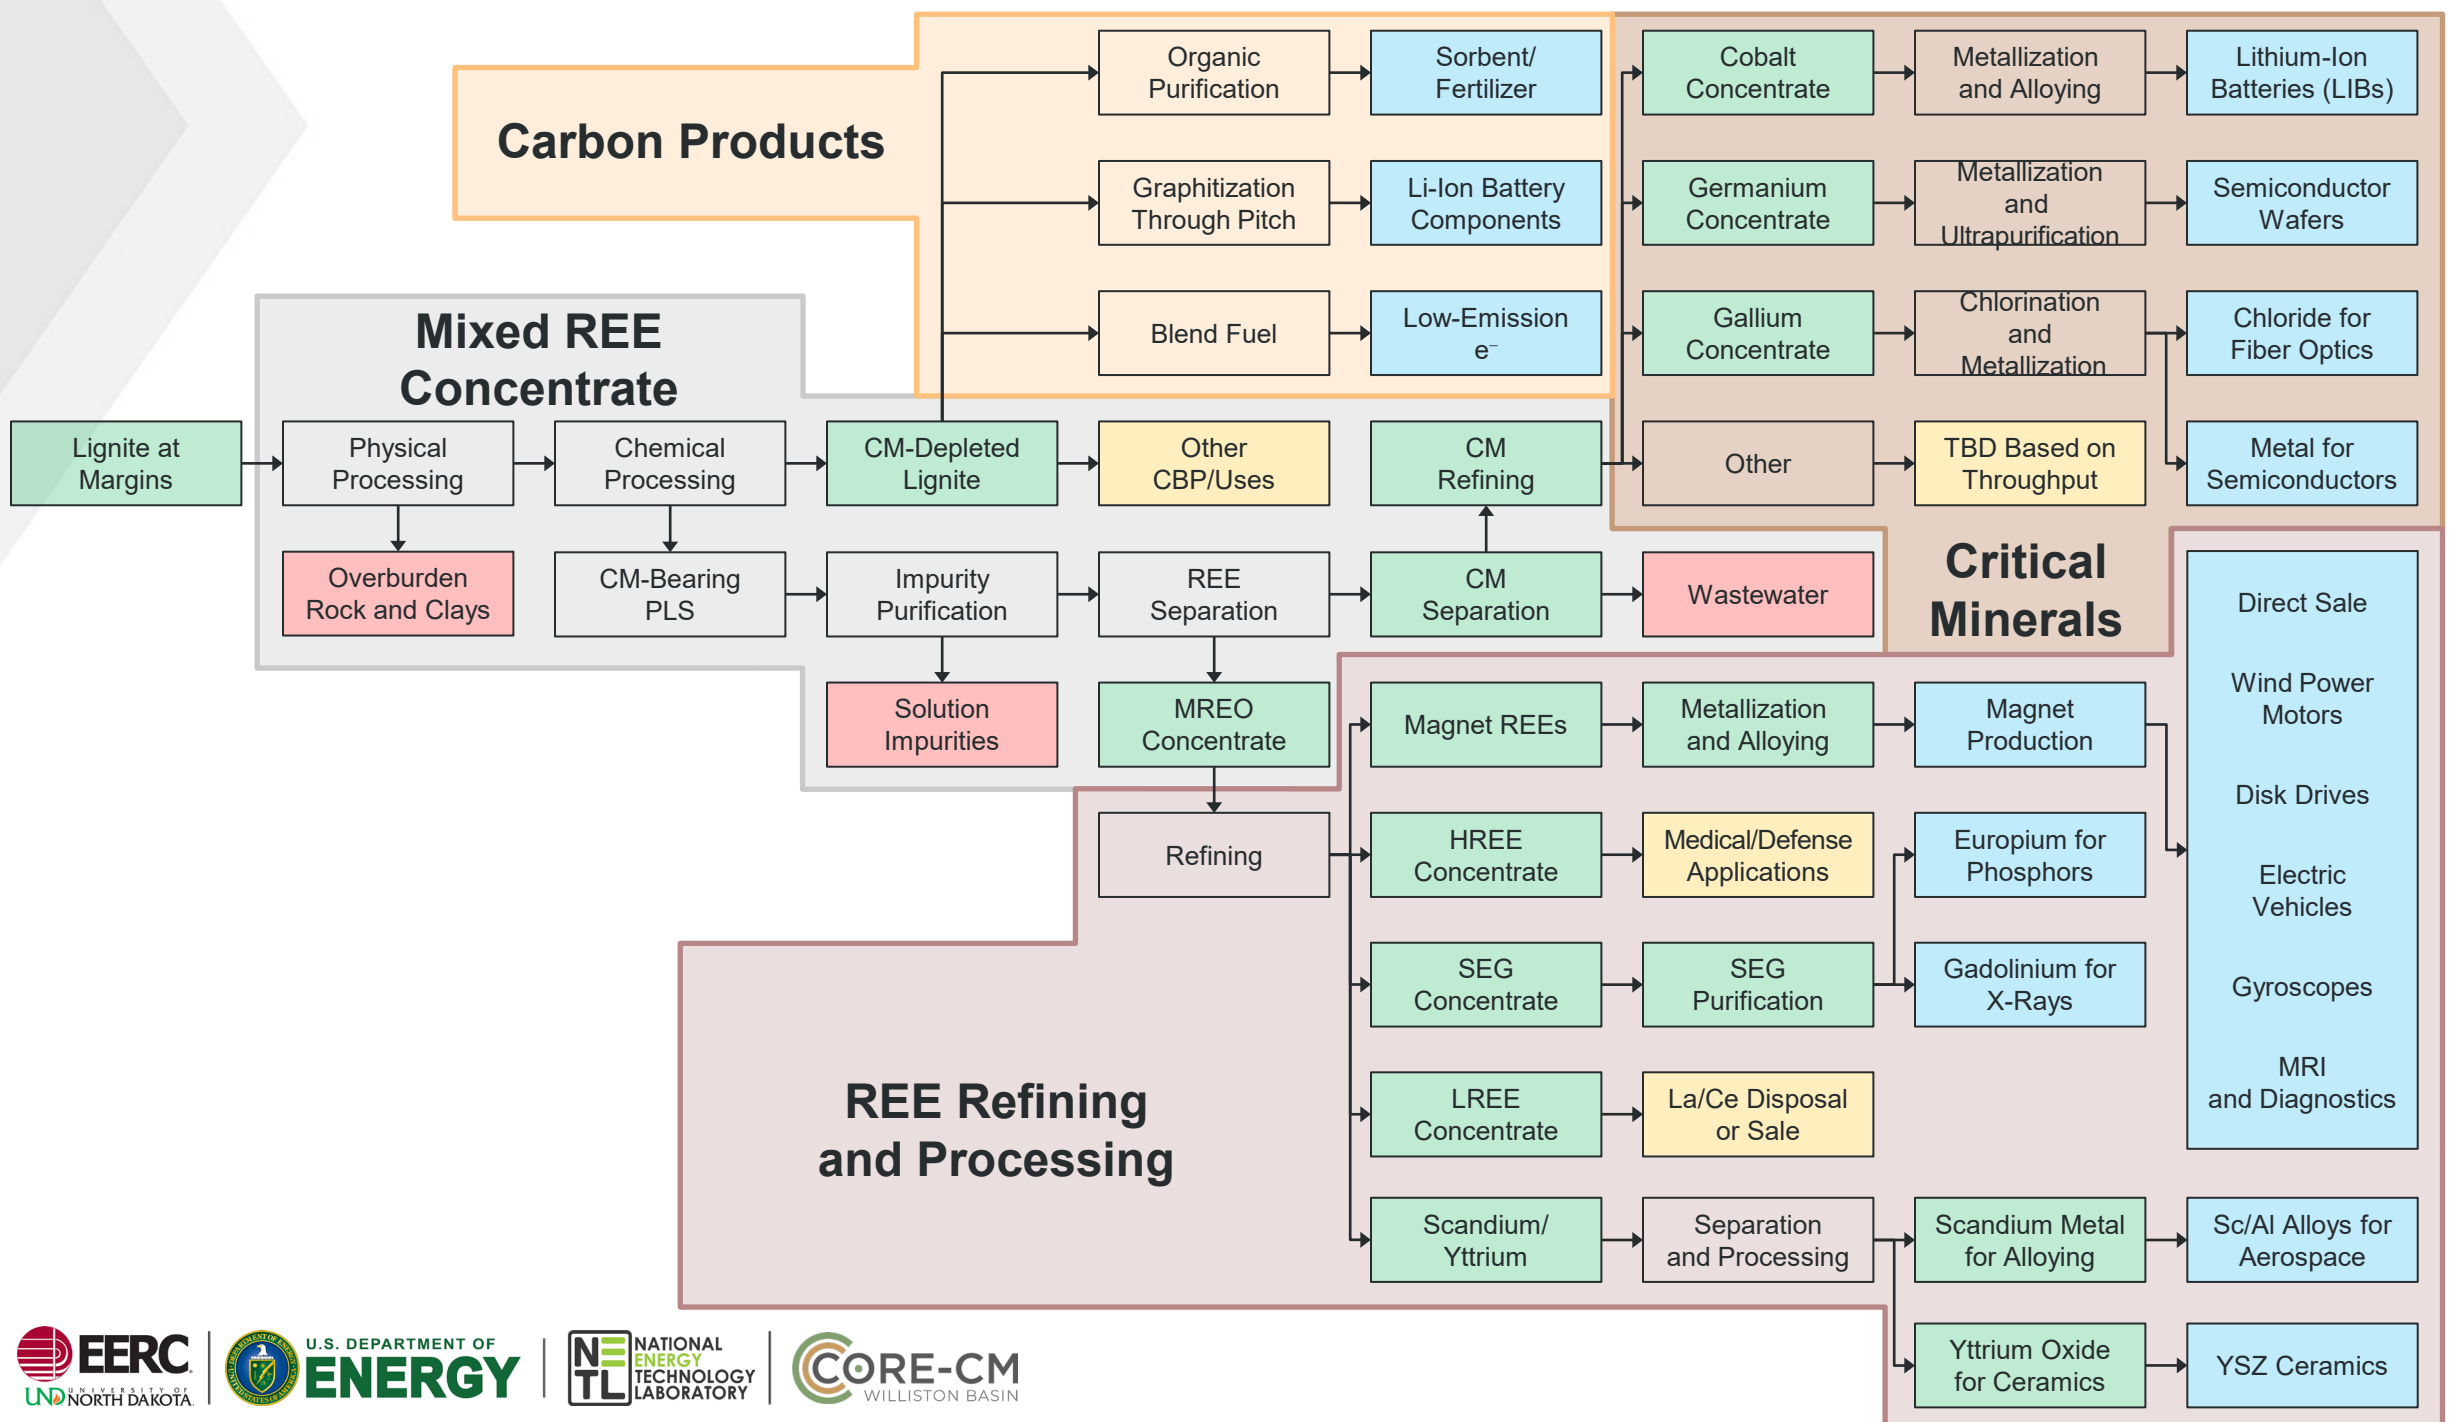 Carbon Products
Organic
Purification
Sorbent/
Fertilizer
Graphitization
Through Pitch
Li-Ion Battery
Components
Blend Fuel
Low-Emission
e⁻
Cobalt
Concentrate
Metallization
and Alloying
Lithium-Ion
Batteries (LIBs)
Germanium
Concentrate
Metallization
and
Ultrapurification
Semiconductor
Wafers
Gallium
Concentrate
Chlorination
and
Metallization
Chloride for
Fiber Optics
Other
TBD Based on
Throughput
Metal for
Semiconductors
Critical
Minerals
Mixed REE
Concentrate
Lignite at
Margins
Physical
Processing
Chemical
Processing
CM-Depleted
Lignite
Other
CBP/Uses
CM
Refining
Overburden
Rock and Clays
CM-Bearing
PLS
Impurity
Purification
REE
Separation
CM
Separation
Wastewater
Solution
Impurities
MREO
Concentrate
Refining
Magnet REEs
Metallization
and Alloying
Magnet
Production
HREE
Concentrate
Medical/Defense
Applications
Europium for
Phosphors
SEG
Concentrate
SEG
Purification
Gadolinium for
X-Rays
LREE
Concentrate
La/Ce Disposal
or Sale
Direct Sale
Wind Power
Motors
Disk Drives
Electric
Vehicles
Gyroscopes
MRI
and Diagnostics
REE Refining
and Processing
Scandium/
Yttrium
Separation
and Processing
Scandium Metal
for Alloying
Sc/Al Alloys for
Aerospace
Yttrium Oxide
for Ceramics
YSZ Ceramics
EERC
UND UNIVERSITY OF
NORTH DAKOTA
U.S. DEPARTMENT OF
ENERGY
NETL
NATIONAL
ENERGY
TECHNOLOGY
LABORATORY
CORE-CM
WILLISTON BASIN